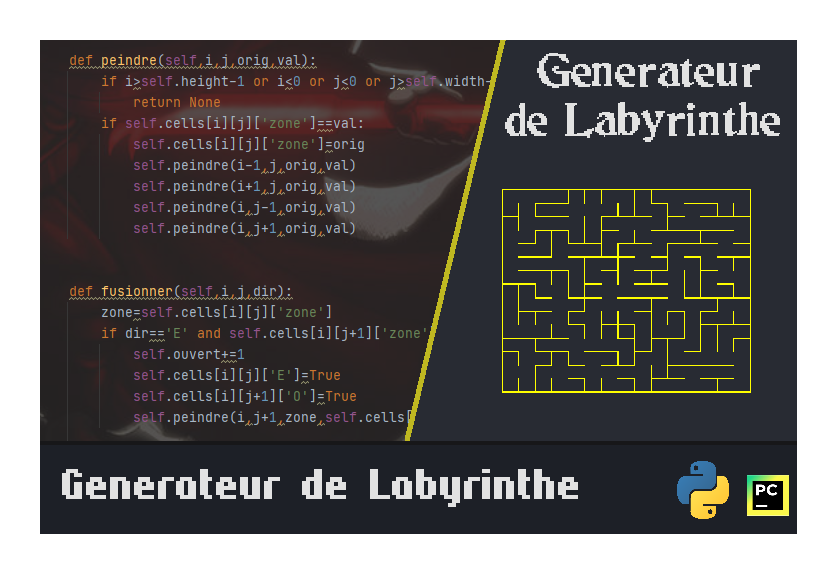 def peindre(self,i,j,orig,val):
if i>self.height-1 or i<0 or j<0 or j>self.width-
return None
if self.cells[i][j]['zone']==val:
self.cells[i][j]['zone']=orig
self.peindre(i-1,j,orig,val)
self.peindre(i+1,j,orig,val)
self.peindre(i,j-1,orig,val)
self.peindre(i,j+1,orig,val)
def fusionner(self,i,j,dir):
zone=self.cells[i][j]['zone']
if dir=='E' and self.cells[i][j+1]['zone'
self.ouvert+=1
self.cells[i][j]['E']=True
self.cells[i][j+1]['O']=True
self.peindre(i,j+1,zone,self.cells[
Generateur
de Labyrinthe
Generateur de Labyrinthe
PC